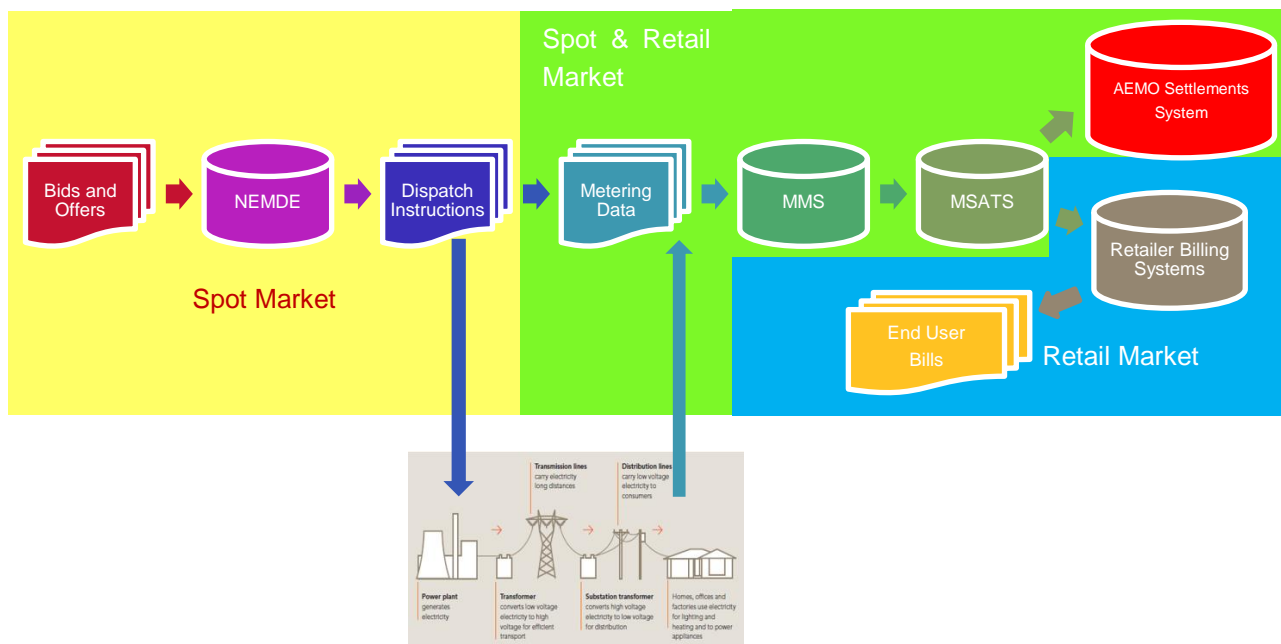 Spot & Retail
Market
AEMO Settlements
System
Bids and
Offers
NEMDE
Dispatch
Instructions
Metering
Data
MMS
MSATS
Retailer Billing
Systems
Spot Market
End User
Bills
Retail Market
Transmission lines
carry electricity
long distances
Distribution lines
carry low voltage
electricity to
consumers
Power plant
generates
electricity
Transformer
converts low voltage
electricity to high
voltage for efficient
transport
Substation transformer
converts high voltage
electricity to low voltage
for distribution
Homes, offices and
factories use electricity
for lighting and
heating and to power
appliances